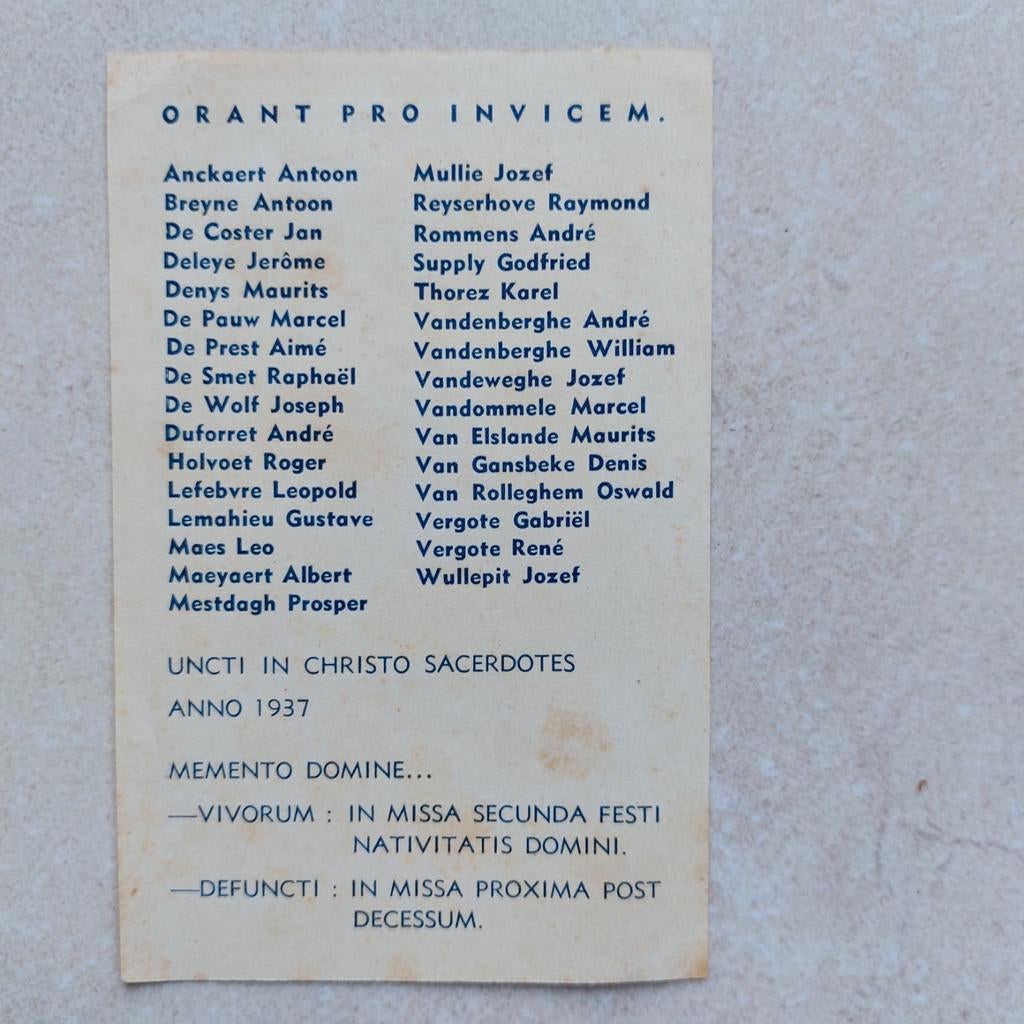 ORANT PRO INVICEM.
Anckaert Antoon
Breyne Antoon
De Coster Jan
Deleye Jerôme
Denys Maurits
De Pauw Marcel
De Prest Aimé
De Smet Raphaël
De Wolf Joseph
Duforret André
Holvoet Roger
Lefebvre Leopold
Lemahieu Gustave
Maes Leo
Maeyaert Albert
Mestdagh Prosper
Mullie Jozef
Reyserhove Raymond
Rommens André
Supply Godfried
Thorez Karel
Vandenberghe André
Vandenberghe William
Vandeweghe Jozef
Vandommele Marcel
Van Elslande Maurits
Van Gansbeke Denis
Van Rolleghem Oswald
Vergote Gabriël
Vergote René
Wullepit Jozef
UNCTI IN CHRISTO SACERDOTES
ANNO 1937
MEMENTO DOMINE...
—VIVORUM : IN MISSA SECUNDA FESTI
NATIVITATIS DOMINI.
—DEFUNCTI : IN MISSA PROXIMA POST
DECESSUM.